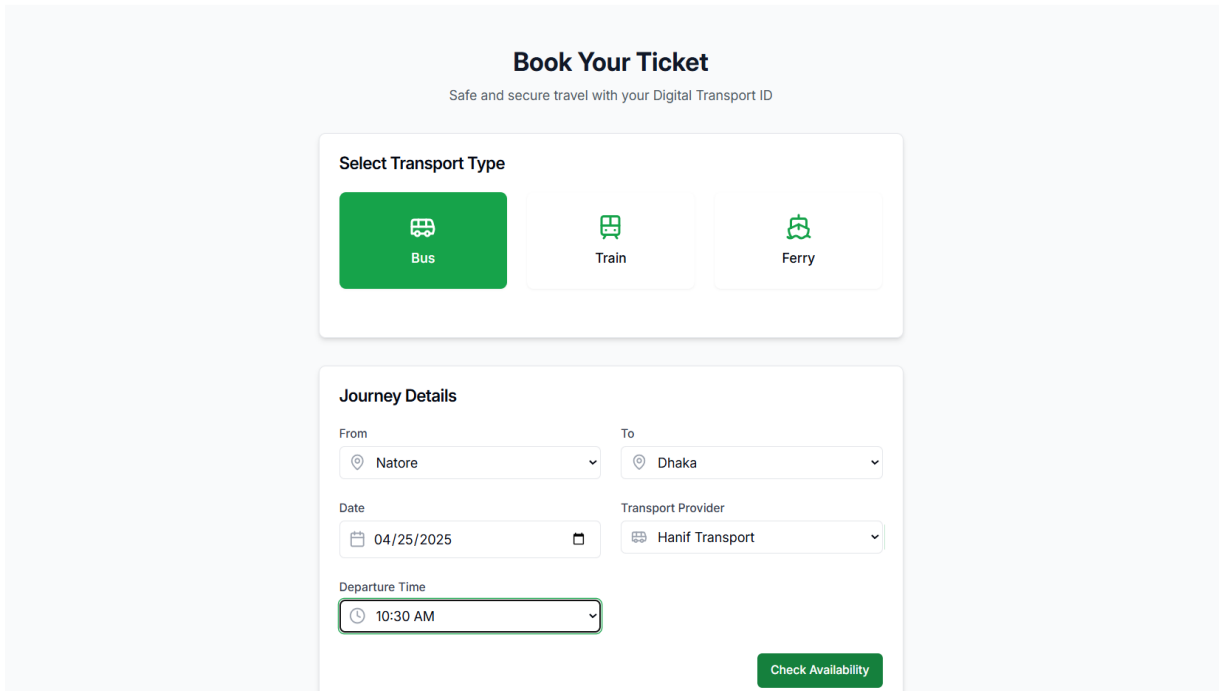 Book Your Ticket
Safe and secure travel with your Digital Transport ID
Select Transport Type
Bus
Train
Ferry
Journey Details
From
To
Natore
Dhaka
Date
Transport Provider
04/25/2025
Hanif Transport
Departure Time
10:30 AM
Check Availability